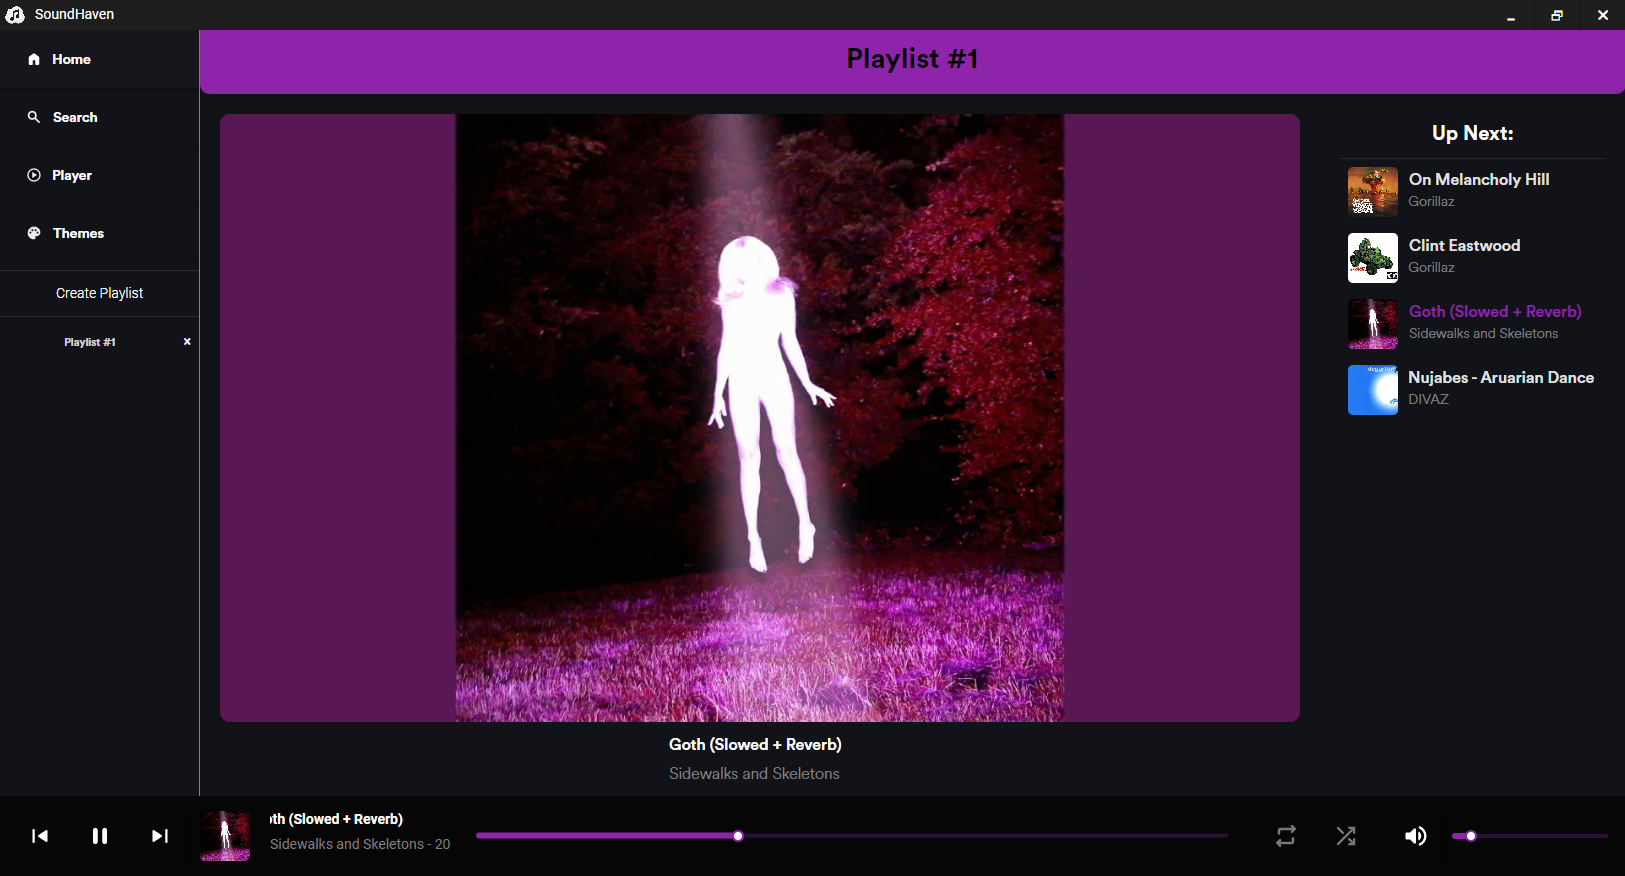 SoundHaven
Home
Search
Player
Themes
Create Playlist
Playlist #1
Playlist #1
Up Next:
On Melancholy Hill
Gorillaz
Clint Eastwood
Gorillaz
Goth (Slowed + Reverb)
Sidewalks and Skeletons
Nujabes - Aruarian Dance
DIVAZ
Goth (Slowed + Reverb)
Sidewalks and Skeletons
oth (Slowed + Reverb)
Sidewalks and Skeletons - 20